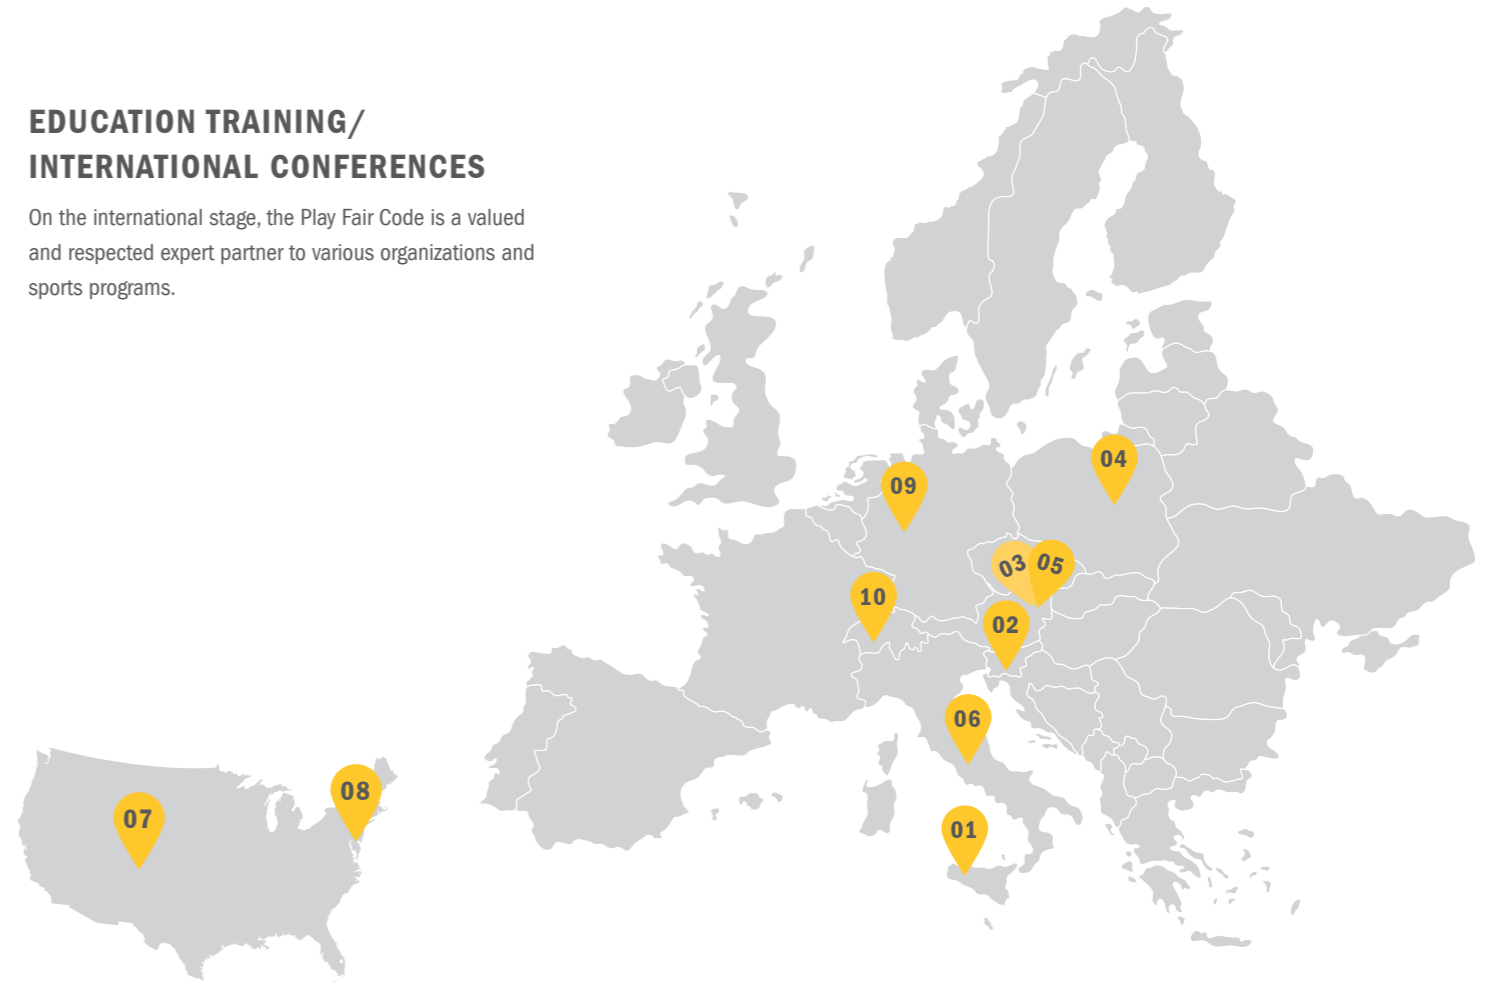 EDUCATION TRAINING/
INTERNATIONAL CONFERENCES
On the international stage, the Play Fair Code is a valued
and respected expert partner to various organizations and
sports programs.
04
09
03
05
10
02
06
08
07
01